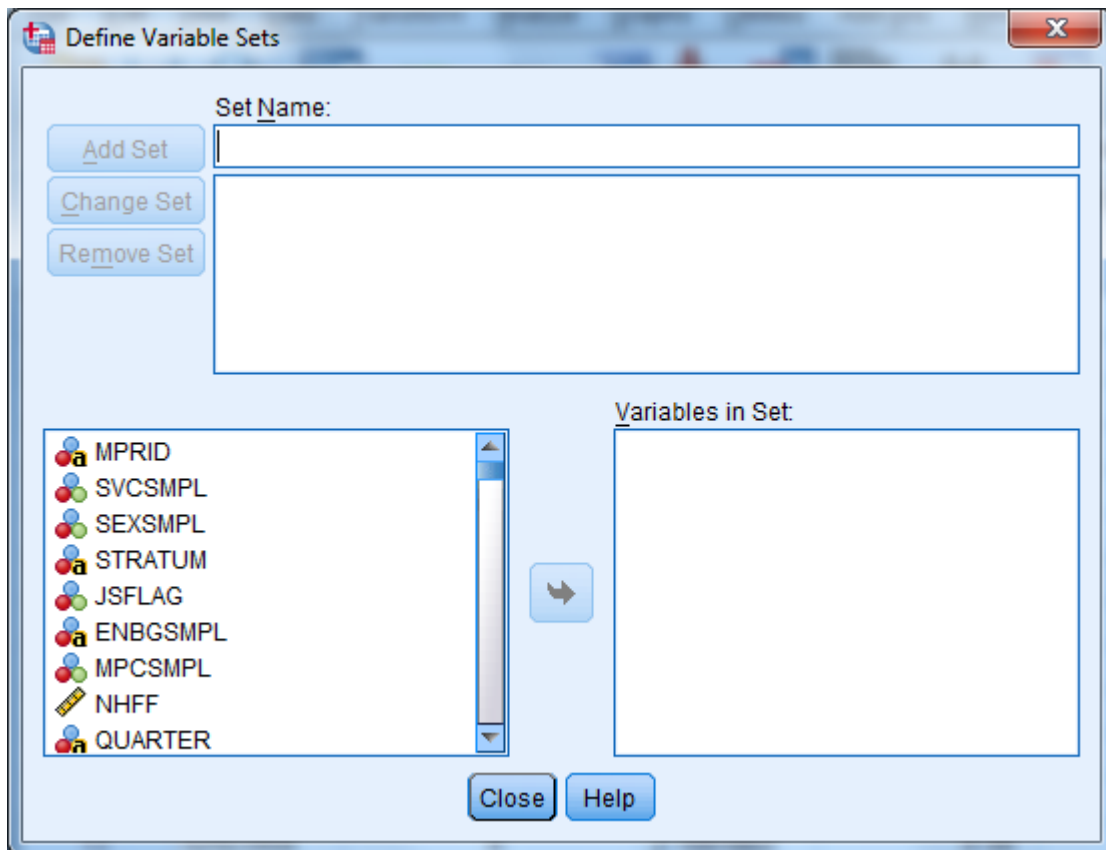 Define Variable Sets
Set Name:
Add Set
Change Set
Remove Set
Variables in Set:
MPRID
SVCSMPL
SEXSMPL
STRATUM
JSFLAG
ENBGSMPL
MPCSMPL
NHFF
QUARTER
Close
Help